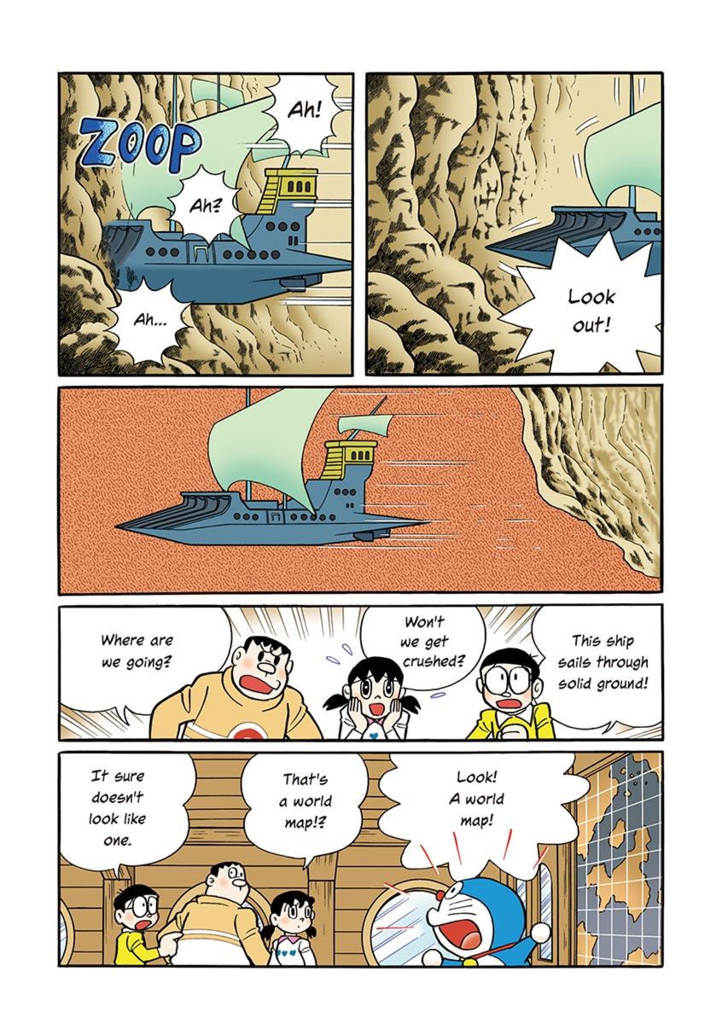 Look
out!
Ah!
ZOOP
Ah?
Ah...
This ship
sails through
solid ground!
Won't
we get
crushed?
Where are
we going?
Look!
A world
map!
That's
a world
map!?
It sure
doesn't
look like
one.